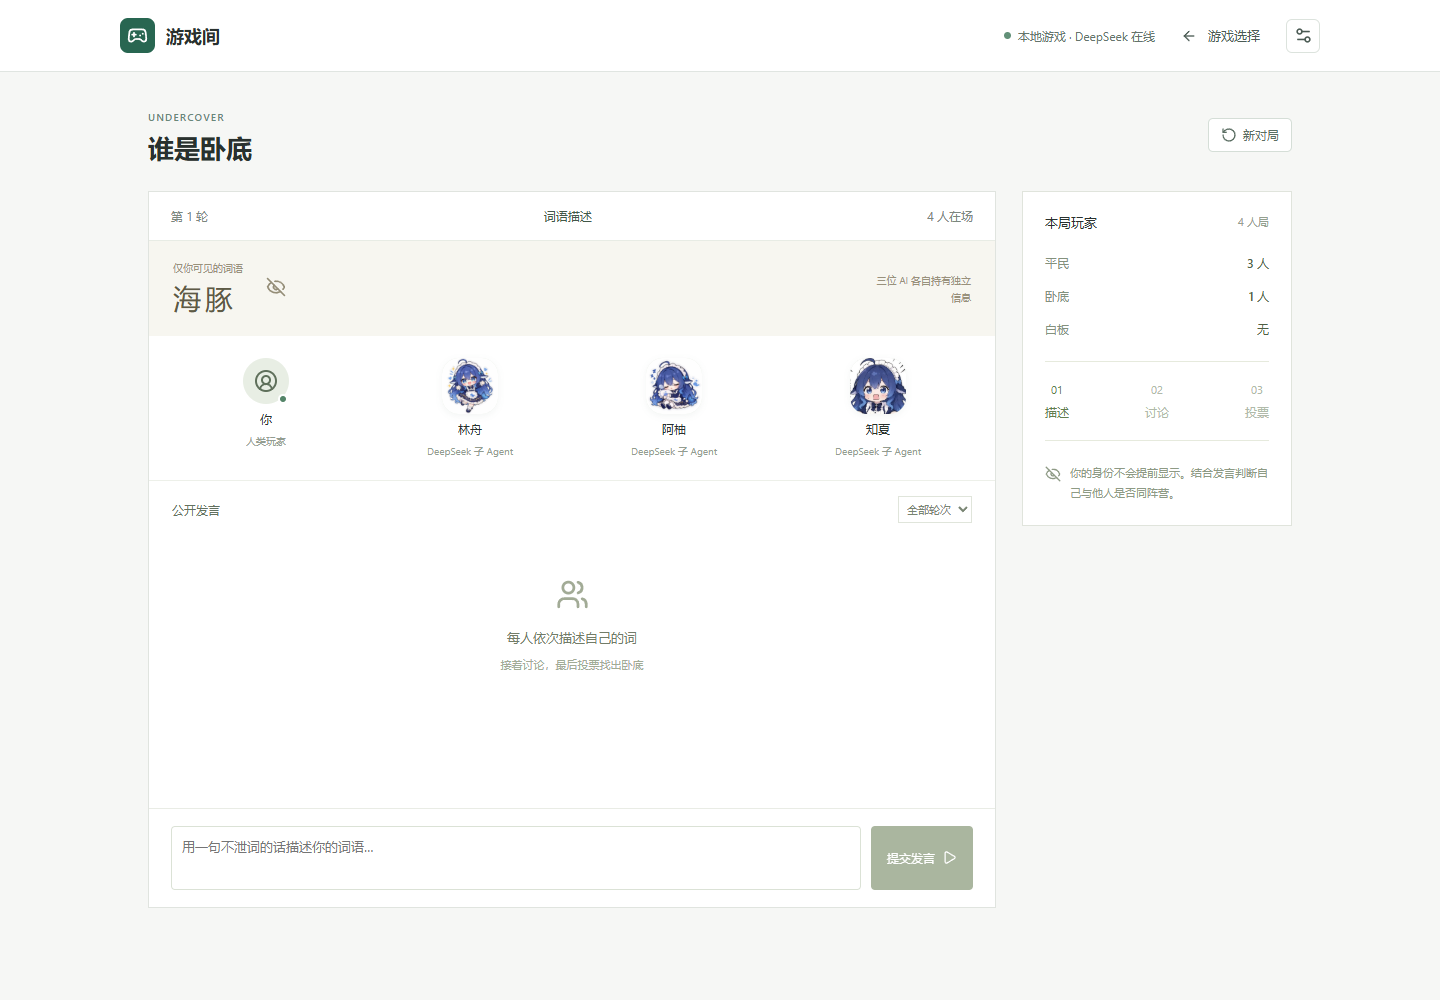 游戏间
本地游戏 · DeepSeek 在线
游戏选择
UNDERCOVER
谁是卧底
新对局
第 1 轮
词语描述
4 人在场
仅你可见的词语
海豚
三位 AI 各自持有独立
信息
你
人类玩家
林舟
DeepSeek 子 Agent
阿柚
DeepSeek 子 Agent
知夏
DeepSeek 子 Agent
公开发言
全部轮次
每人依次描述自己的词
接着讨论，最后投票找出卧底
用一句不泄词的话描述你的词语...
提交发言
本局玩家
4 人局
平民
3 人
卧底
1 人
白板
无
01
02
03
描述
讨论
投票
你的身份不会提前显示。结合发言判断自
己与他人是否同阵营。